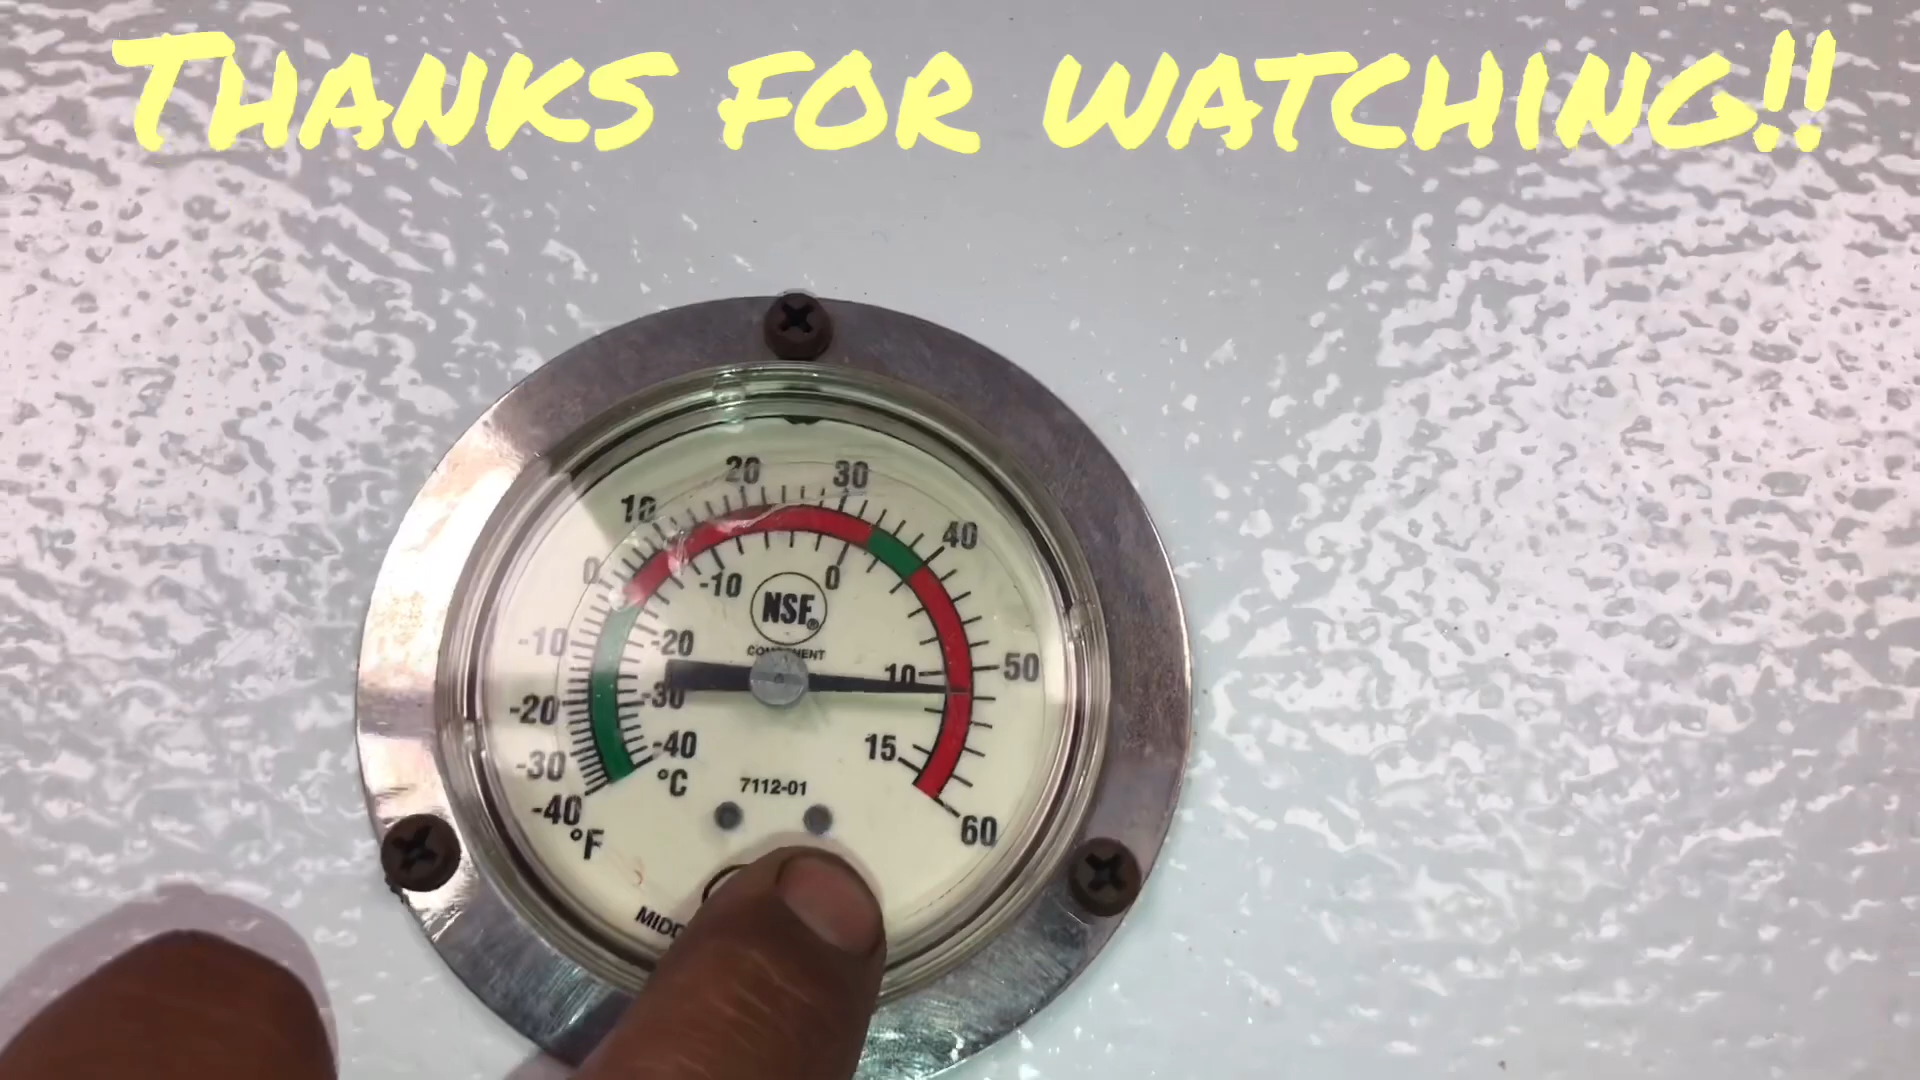 THANKS FOR WATCHING!!
20 30
10 40
0 -10 0
NSF®
-10 -20
COMPONENT
10 50
-20 -30
-30 -40 15
°C
7112-01
-40 60
°F